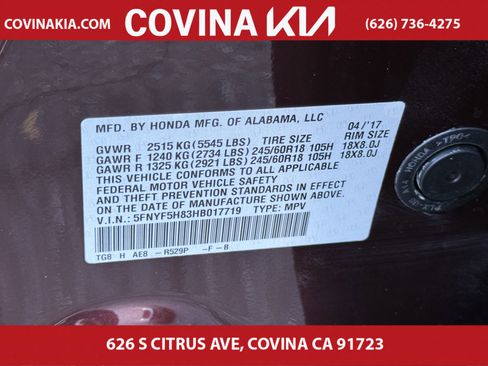 COVINAKIA.COM
COVINA KIA
(626) 736-4275
MFD. BY HONDA MFG. OF ALABAMA, LLC 04/17
GVWR 2515 KG(5545 LBS) TIRE SIZE RIM SIZE
GAWR F 1240 KG(2734 LBS) 245/60R18 105H 18X8.0J
GAWR R 1325 KG(2921 LBS) 245/60R18 105H 18X8.0J
THIS VEHICLE CONFORMS TO ALL APPLICABLE
FEDERAL MOTOR VEHICLE SAFETY AND
THEFT PREVENTION STANDARDS IN EFFECT
ON THE DATE OF MANUFACTURE SHOWN ABOVE.
V.I.N.: 5FNYF5H83HB017719 TYPE: MPV
TG8 H AE8 - R529P -F-B
HONDA >TPO<
626 S CITRUS AVE, COVINA CA 91723